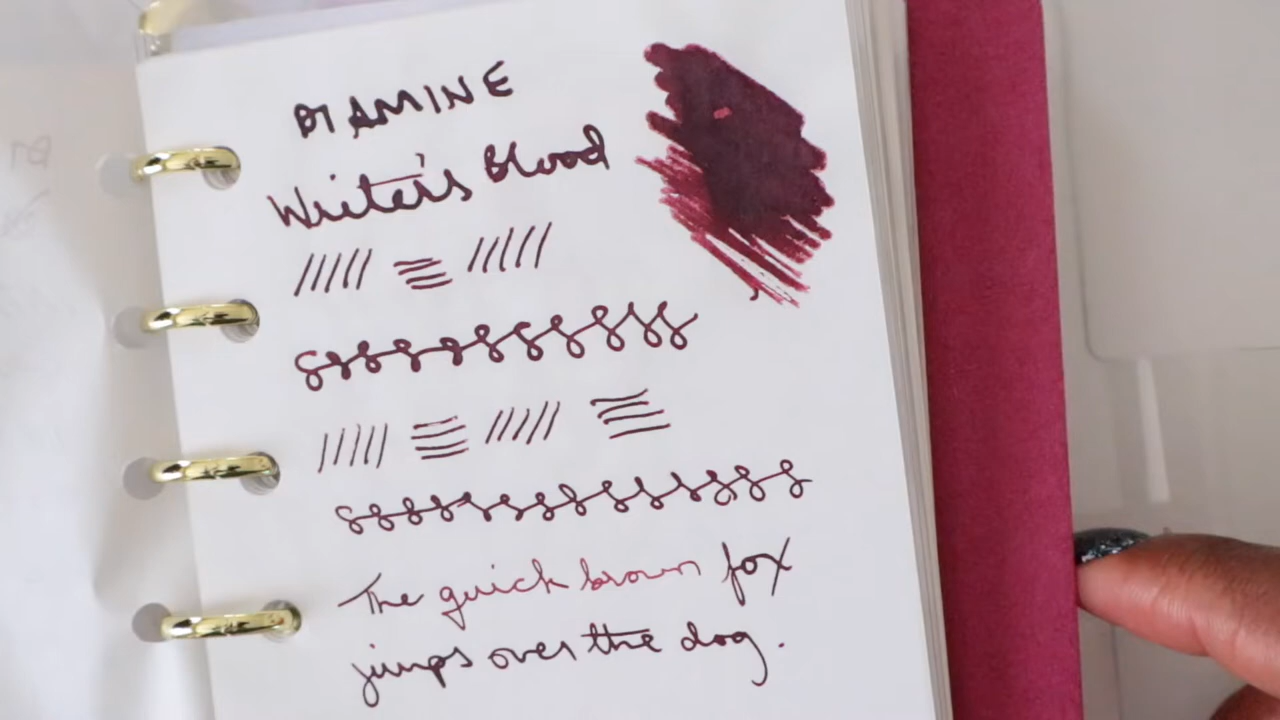 DIAMINE
Writer's Blood
The quick brown fox
jumps over the dog.